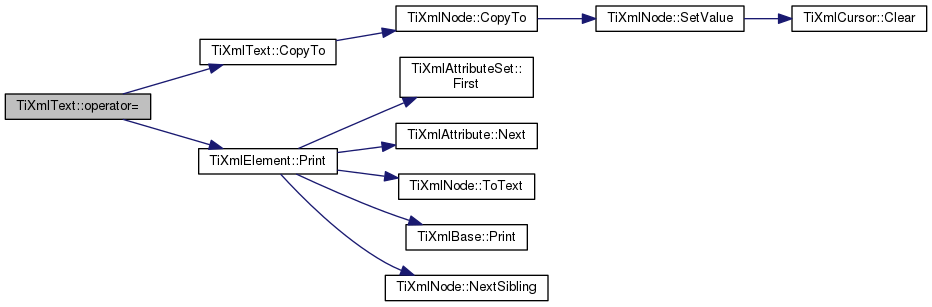 TiXmlText::operator=
TiXmlText::CopyTo
TiXmlNode::CopyTo
TiXmlNode::SetValue
TiXmlCursor::Clear
TiXmlElement::Print
TiXmlAttributeSet::
First
TiXmlAttribute::Next
TiXmlNode::ToText
TiXmlBase::Print
TiXmlNode::NextSibling